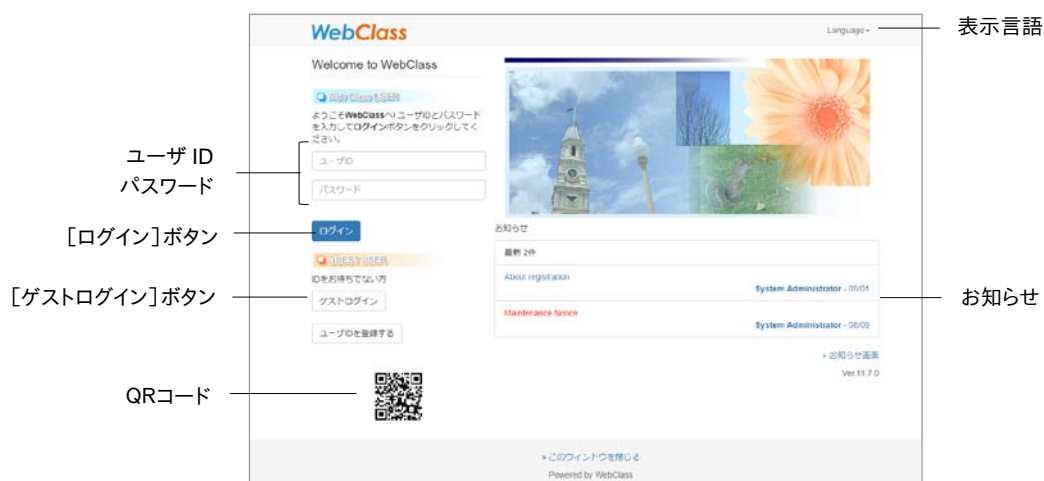 WebClass
Language
表示言語
Welcome to WebClass
Web Class USER
ようこそWebClassへ! ユーザIDとパスワード
を入力してログインボタンをクリックしてく
ださい。
ユーザ ID
パスワード
ユーザID
パスワード
[ログイン]ボタン
ログイン
GUEST USER
IDをお持ちでない方
[ゲストログイン]ボタン
ゲストログイン
ユーザIDを登録する
QRコード
お知らせ
最新 2件
About registration
System Administrator - 09/01
Maintenance Notice
System Administrator - 06/09
お知らせ
» お知らせ画面
Ver.11.7.0
» このウィンドウを閉じる
Powered by WebClass